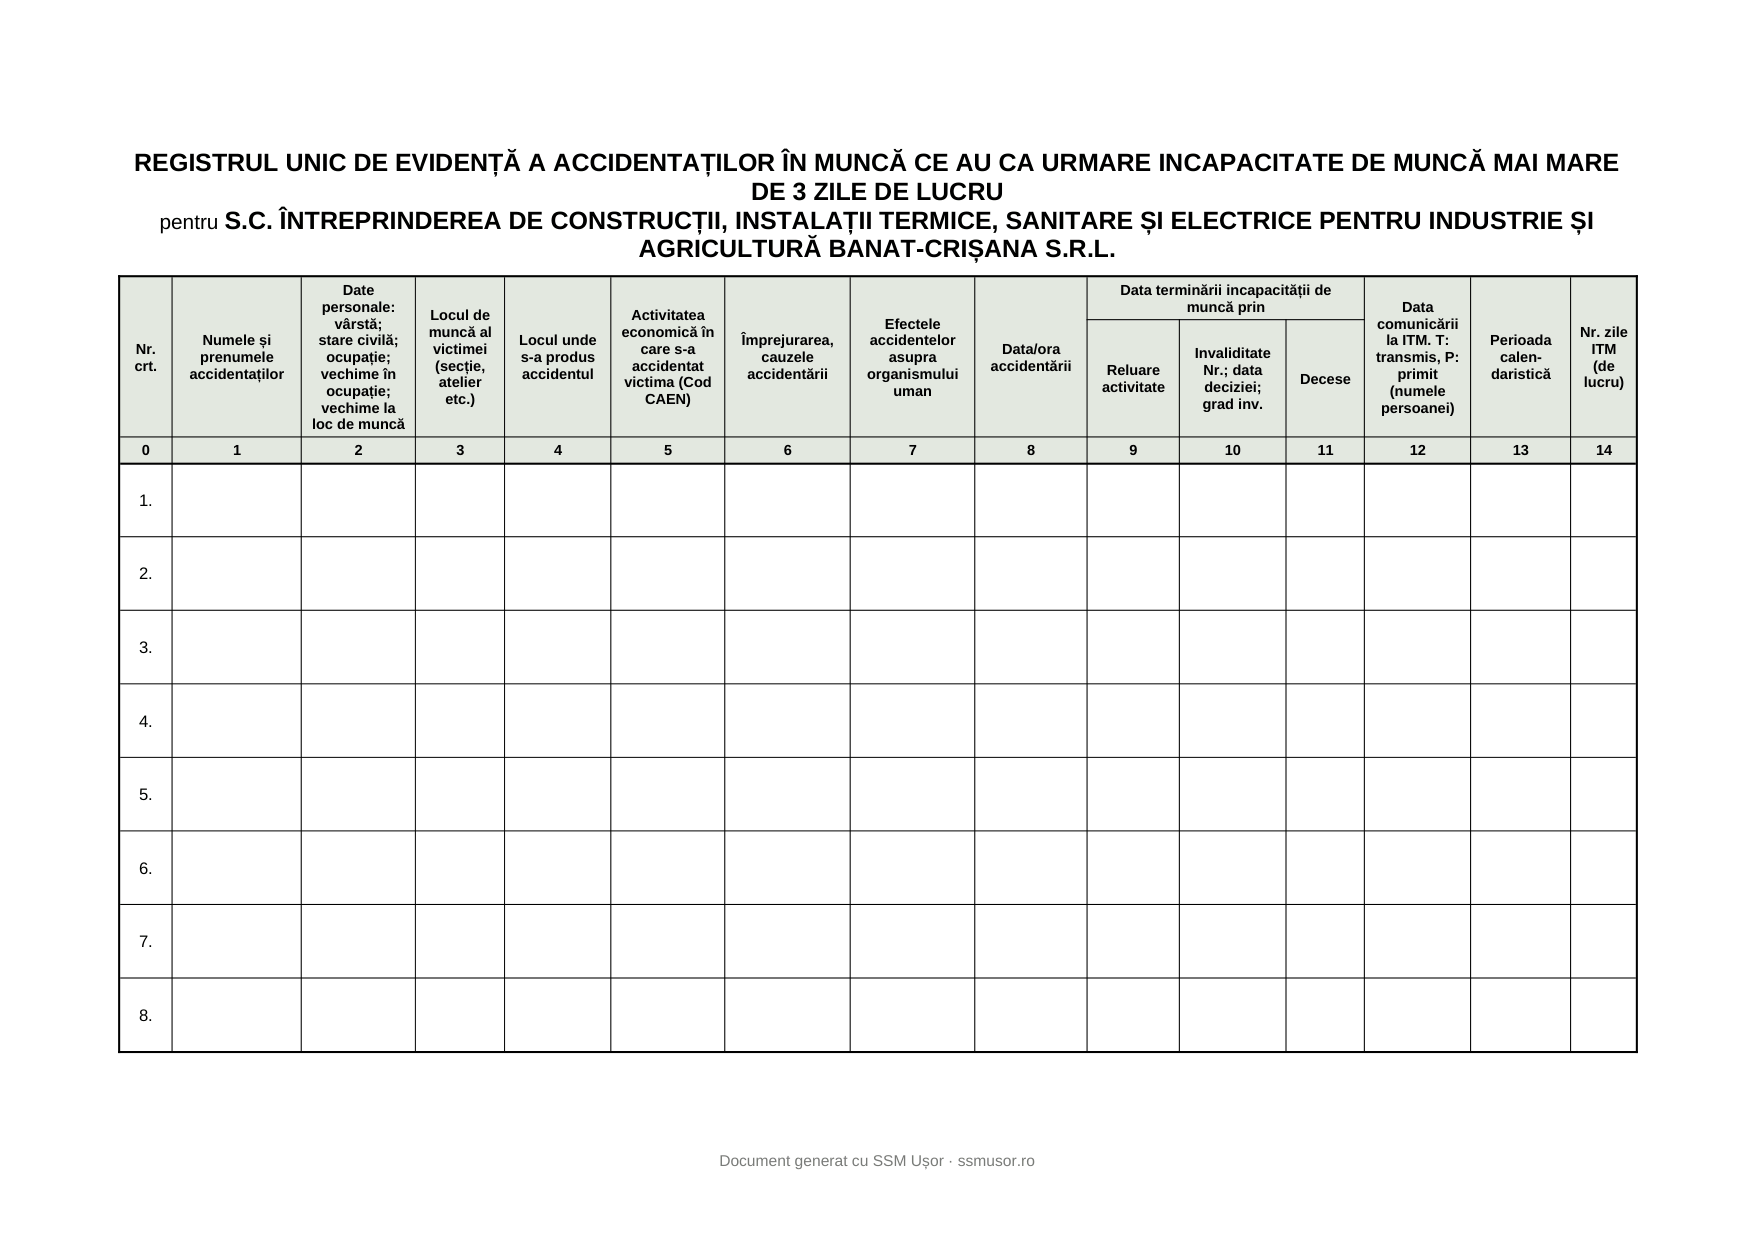 REGISTRUL UNIC DE EVIDENȚĂ A ACCIDENTAȚILOR ÎN MUNCĂ CE AU CA URMARE INCAPACITATE DE MUNCĂ MAI MARE
DE 3 ZILE DE LUCRU
pentru S.C. ÎNTREPRINDEREA DE CONSTRUCȚII, INSTALAȚII TERMICE, SANITARE ȘI ELECTRICE PENTRU INDUSTRIE ȘI
AGRICULTURĂ BANAT-CRIȘANA S.R.L.
Nr.
crt.
Numele și
prenumele
accidentaților
Date
personale:
vârstă;
stare civilă;
ocupație;
vechime în
ocupație;
vechime la
loc de muncă
Locul de
muncă al
victimei
(secție,
atelier
etc.)
Locul unde
s-a produs
accidentul
Activitatea
economică în
care s-a
accidentat
victima (Cod
CAEN)
Împrejurarea,
cauzele
accidentării
Efectele
accidentelor
asupra
organismului
uman
Data/ora
accidentării
Data terminării incapacității de
muncă prin
Reluare
activitate
Invaliditate
Nr.; data
deciziei;
grad inv.
Decese
Data
comunicării
la ITM. T:
transmis, P:
primit
(numele
persoanei)
Perioada
calen-
daristică
Nr. zile
ITM
(de
lucru)
0 1 2 3 4 5 6 7 8 9 10 11 12 13 14
1.
2.
3.
4.
5.
6.
7.
8.
Document generat cu SSM Ușor · ssmusor.ro